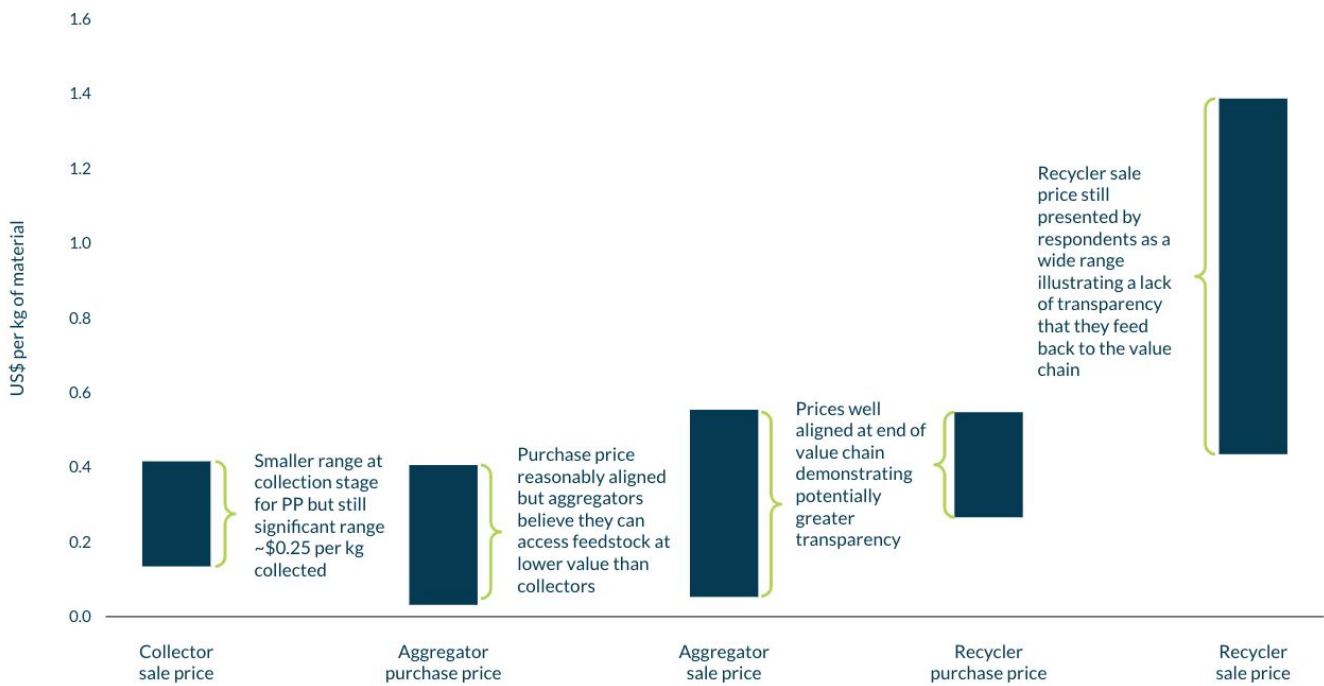 1.6
1.4
1.2
1.0
0.8
0.6
0.4
0.2
0.0
US$ per kg of material
Smaller range at
collection stage
for PP but still
significant range
~$0.25 per kg
collected
Purchase price
reasonably aligned
but aggregators
believe they can
access feedstock at
lower value than
collectors
Prices well
aligned at end of
value chain
demonstrating
potentially
greater
transparency
Recycler sale
price still
presented by
respondents as a
wide range
illustrating a lack
of transparency
that they feed
back to the value
chain
Collector
sale price
Aggregator
purchase price
Aggregator
sale price
Recycler
purchase price
Recycler
sale price